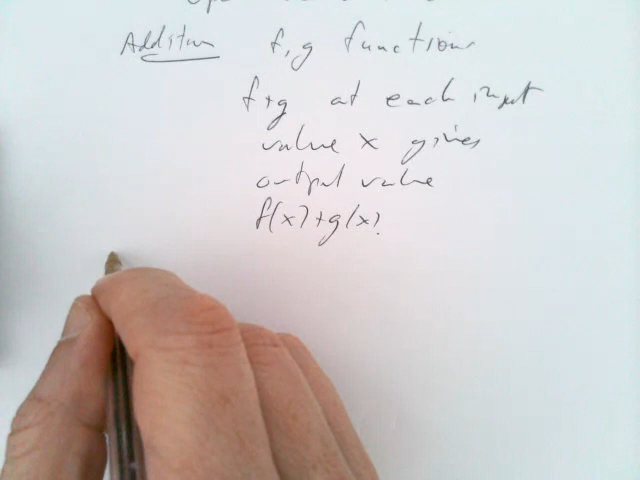 Addition f, g functions
f+g at each input
value x gives
output value
f(x)+g(x).